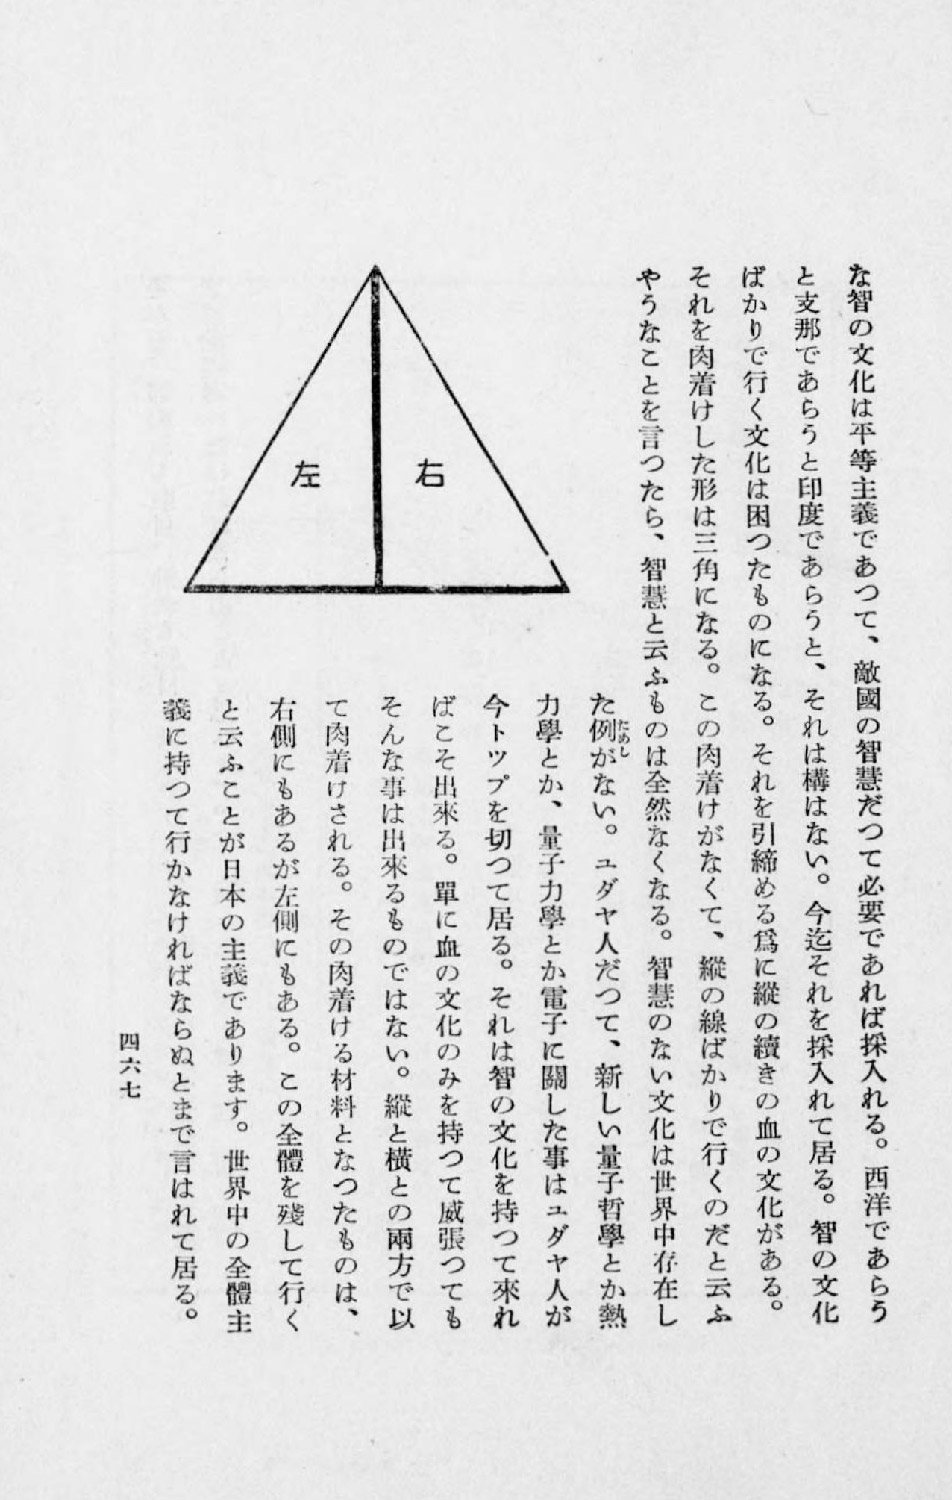 な智の文化は平等主義であつて、敵國の智慧だつて必要であれば採入れる。西洋であらう
と支那であらうと印度であらうと、それは構はない。今迄それを採入れて居る。智の文化
ばかりで行く文化は困つたものになる。それを引締める爲に縱の續きの血の文化がある。
それを肉着けした形は三角になる。この肉着けがなくて、縱の線ばかりで行くのだと云ふ
やうなことを言つたら、智慧と云ふものは全然なくなる。智慧のない文化は世界中存在し
た例がない。ユダヤ人だつて、新しい量子哲學とか熱
ためし
力學とか、量子力學とか電子に關した事はユダヤ人が
今トツプを切つて居る。それは智の文化を持つて來れ
ばこそ出來る。單に血の文化のみを持つて威張つても
そんな事は出來るものではない。縱と橫との兩方で以
て肉着けされる。その肉着ける材料となつたものは、
右側にもあるが左側にもある。この全體を殘して行く
と云ふことが日本の主義であります。世界中の全體主
義に持つて行かなければならぬとまで言はれて居る。
右
左
四六七